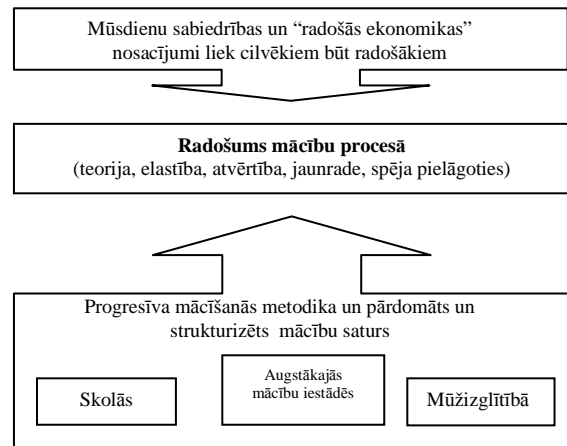 Mūsdienu sabiedrības un “radošās ekonomikas”
nosacījumi liek cilvēkiem būt radošākiem
Radošums mācību procesā
(teorija, elastība, atvērtība, jaunrade, spēja pielāgoties)
Progresīva mācīšanās metodika un pārdomāts un
strukturizēts mācību saturs
Skolās
Augstākajās
mācību iestādēs
Mūžizglītībā